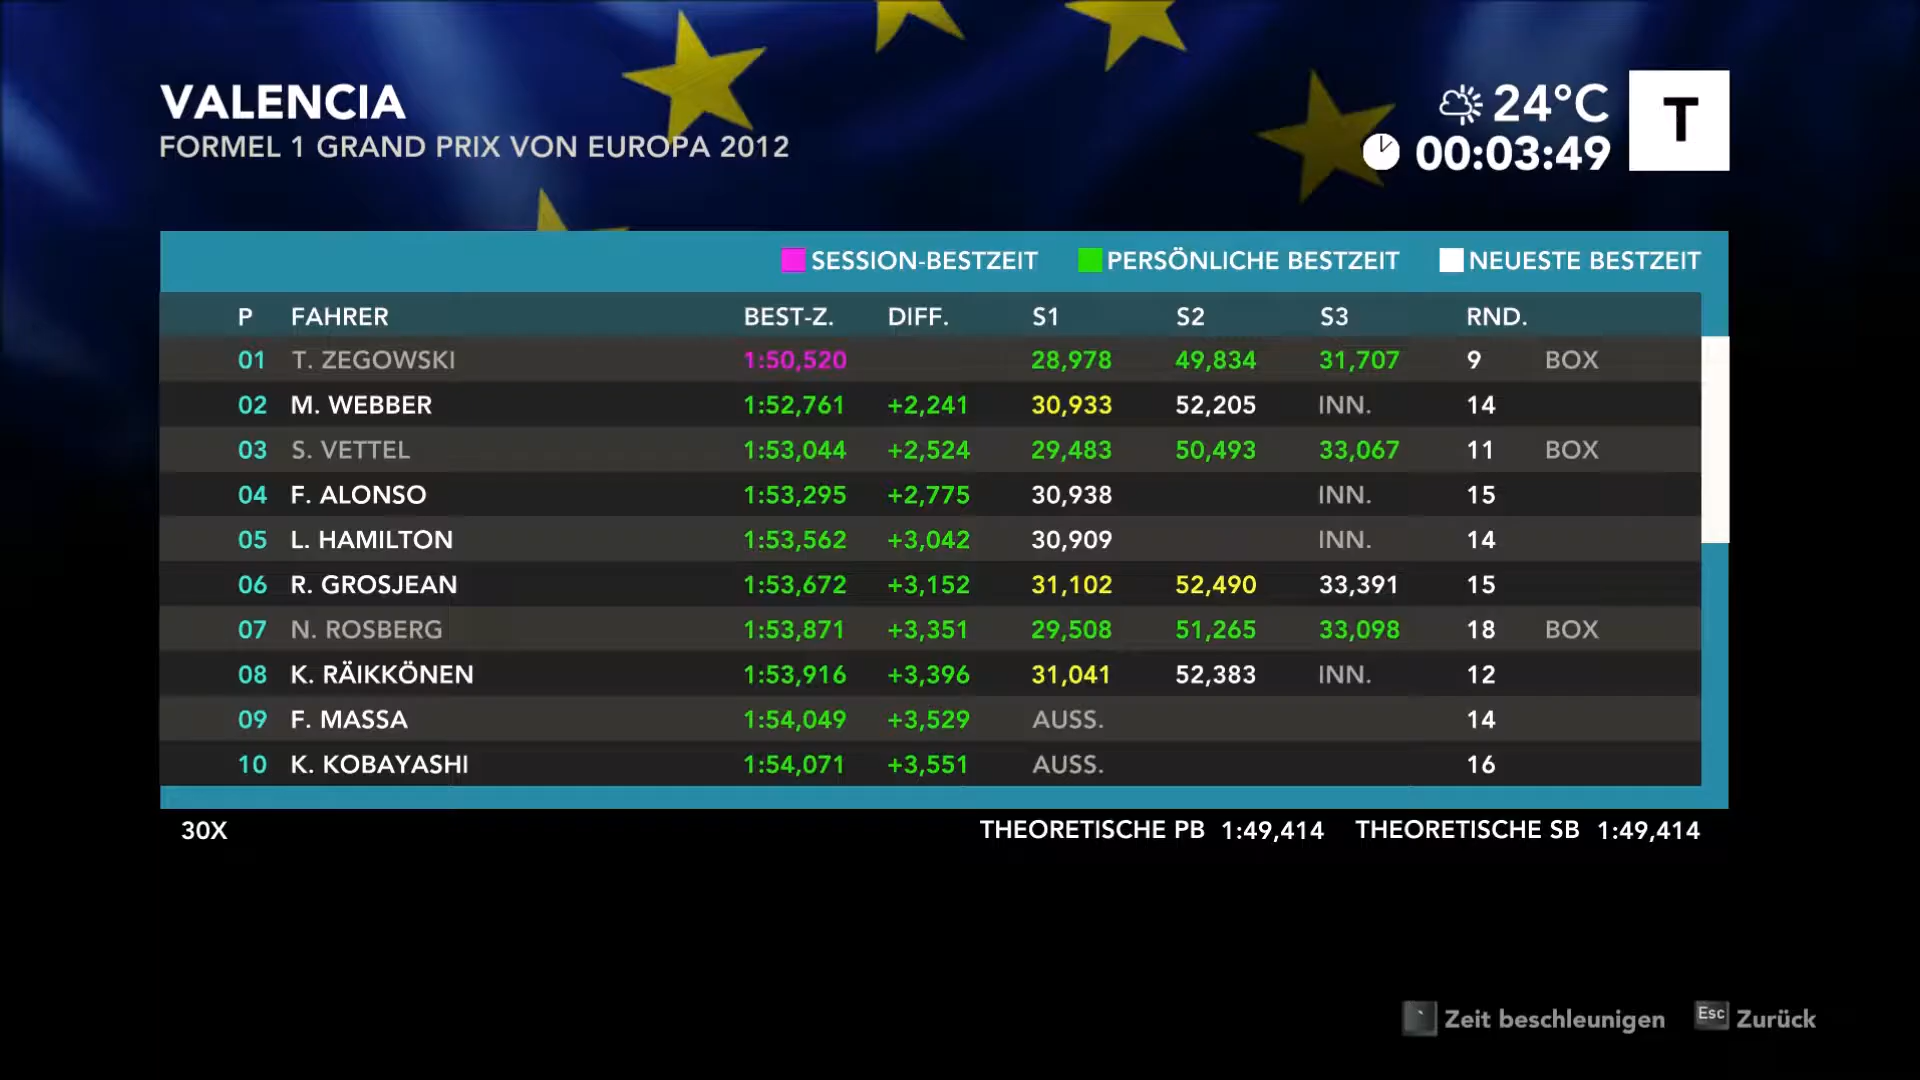 VALENCIA
FORMEL 1 GRAND PRIX VON EUROPA 2012
24°C
00:03:49
T
SESSION-BESTZEIT PERSÖNLICHE BESTZEIT NEUESTE BESTZEIT
P FAHRER BEST-Z. DIFF. S1 S2 S3 RND.
01 T. ZEGOWSKI 1:50,520 28,978 49,834 31,707 9 BOX
02 M. WEBBER 1:52,761 +2,241 30,933 52,205 INN. 14
03 S. VETTEL 1:53,044 +2,524 29,483 50,493 33,067 11 BOX
04 F. ALONSO 1:53,295 +2,775 30,938 INN. 15
05 L. HAMILTON 1:53,562 +3,042 30,909 INN. 14
06 R. GROSJEAN 1:53,672 +3,152 31,102 52,490 33,391 15
07 N. ROSBERG 1:53,871 +3,351 29,508 51,265 33,098 18 BOX
08 K. RÄIKKÖNEN 1:53,916 +3,396 31,041 52,383 INN. 12
09 F. MASSA 1:54,049 +3,529 AUSS. 14
10 K. KOBAYASHI 1:54,071 +3,551 AUSS. 16
30X THEORETISCHE PB 1:49,414 THEORETISCHE SB 1:49,414
` Zeit beschleunigen Esc Zurück